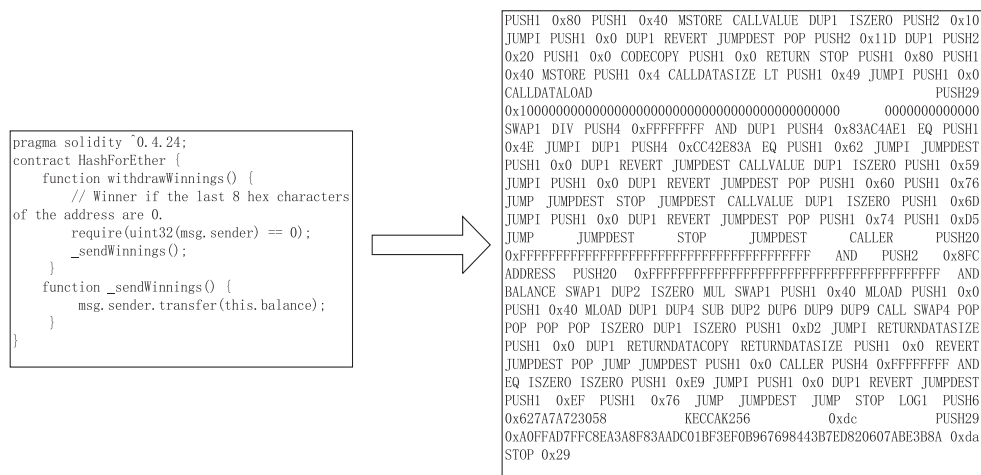 pragma solidity ^0.4.24;
contract HashForEther {
function withdrawWinnings() {
// Winner if the last 8 hex characters
of the address are 0.
require(uint32(msg.sender) == 0);
_sendWinnings();
}
function _sendWinnings() {
msg.sender.transfer(this.balance);
}
}
PUSH1 0x80 PUSH1 0x40 MSTORE CALLVALUE DUP1 ISZERO PUSH2 0x10
JUMPI PUSH1 0x0 DUP1 REVERT JUMPDEST POP PUSH2 0x11D DUP1 PUSH2
0x20 PUSH1 0x0 CODECOPY PUSH1 0x0 RETURN STOP PUSH1 0x80 PUSH1
0x40 MSTORE PUSH1 0x4 CALLDATASIZE LT PUSH1 0x49 JUMPI PUSH1 0x0
CALLDATALOAD PUSH29
0x1000000000000000000000000000000000000000000 0000000000000
SWAP1 DIV PUSH4 0xFFFFFFFF AND DUP1 PUSH4 0x83AC4AE1 EQ PUSH1
0x4E JUMPI DUP1 PUSH4 0xCC42E83A EQ PUSH1 0x62 JUMPI JUMPDEST
PUSH1 0x0 DUP1 REVERT JUMPDEST CALLVALUE DUP1 ISZERO PUSH1 0x59
JUMPI PUSH1 0x0 DUP1 REVERT JUMPDEST POP PUSH1 0x60 PUSH1 0x76
JUMP JUMPDEST STOP JUMPDEST CALLVALUE DUP1 ISZERO PUSH1 0x6D
JUMPI PUSH1 0x0 DUP1 REVERT JUMPDEST POP PUSH1 0x74 PUSH1 0xD5
JUMP JUMPDEST STOP JUMPDEST CALLER PUSH20
0xFFFFFFFFFFFFFFFFFFFFFFFFFFFFFFFFFFFFFFFF AND PUSH2 0x8FC
ADDRESS PUSH20 0xFFFFFFFFFFFFFFFFFFFFFFFFFFFFFFFFFFFFFFFF AND
BALANCE SWAP1 DUP2 ISZERO MUL SWAP1 PUSH1 0x40 MLOAD PUSH1 0x0
PUSH1 0x40 MLOAD DUP1 DUP4 SUB DUP2 DUP6 DUP9 DUP9 CALL SWAP4 POP
POP POP POP ISZERO DUP1 ISZERO PUSH1 0xD2 JUMPI RETURNDATASIZE
PUSH1 0x0 DUP1 RETURNDATACOPY RETURNDATASIZE PUSH1 0x0 REVERT
JUMPDEST POP JUMP JUMPDEST PUSH1 0x0 CALLER PUSH4 0xFFFFFFFF AND
EQ ISZERO ISZERO PUSH1 0xE9 JUMPI PUSH1 0x0 DUP1 REVERT JUMPDEST
PUSH1 0xEF PUSH1 0x76 JUMP JUMPDEST JUMP STOP LOG1 PUSH6
0x627A7A723058 KECCAK256 0xdc PUSH29
0xA0FFAD7FFC8EA3A8F83AADC01BF3EF0B967698443B7ED820607ABE3B8A 0xda
STOP 0x29